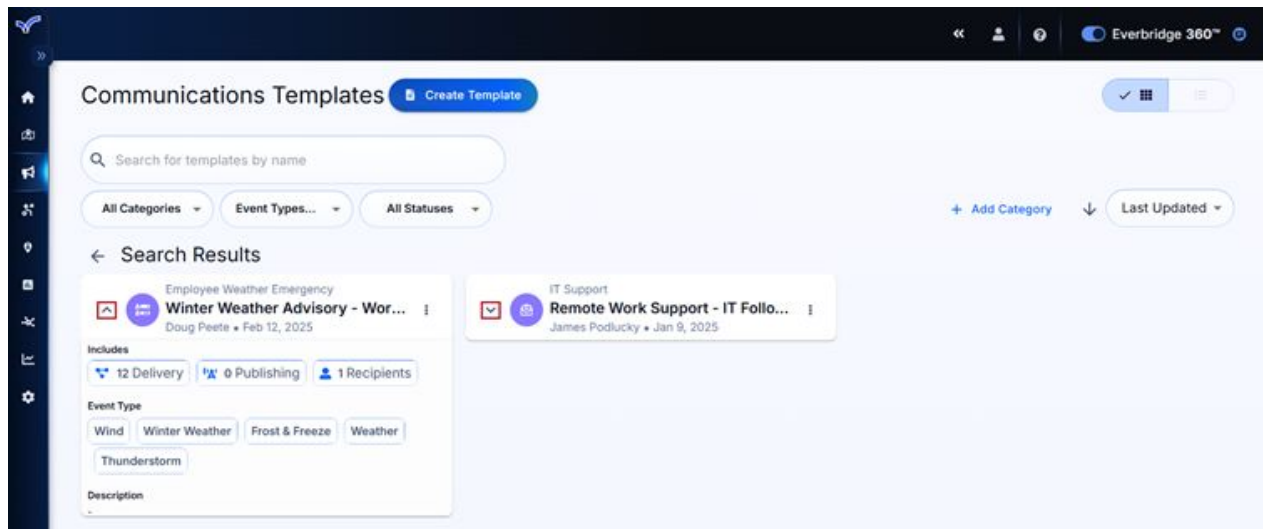 Everbridge 360™
Communications Templates
Create Template
Search for templates by name
All Categories
Event Types...
All Statuses
+ Add Category
Last Updated
Search Results
Employee Weather Emergency
Winter Weather Advisory - Wor...
Doug Peete • Feb 12, 2025
IT Support
Remote Work Support - IT Follo...
James Podlucky • Jan 9, 2025
Includes
12 Delivery
0 Publishing
1 Recipients
Event Type
Wind
Winter Weather
Frost & Freeze
Weather
Thunderstorm
Description
-